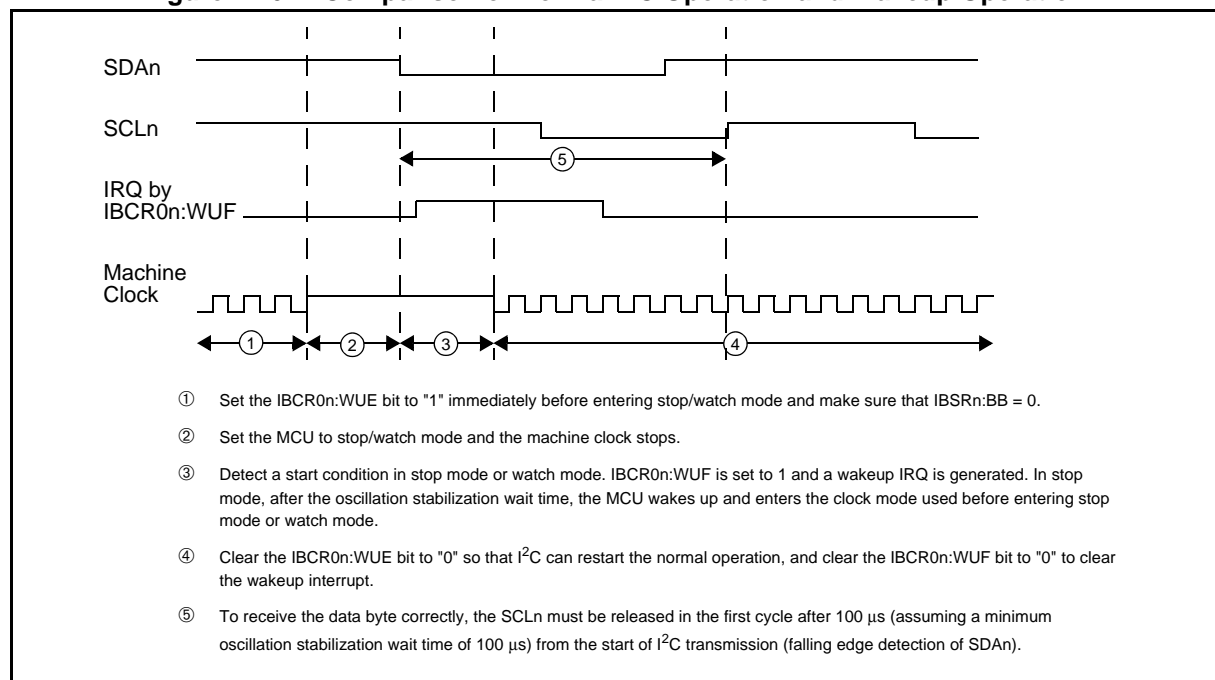 SDAn
SCLn
⑤
IRQ by
IBCR0n:WUF
Machine
Clock
① ② ③ ④
① Set the IBCR0n:WUE bit to "1" immediately before entering stop/watch mode and make sure that IBSRn:BB = 0.
② Set the MCU to stop/watch mode and the machine clock stops.
③ Detect a start condition in stop mode or watch mode. IBCR0n:WUF is set to 1 and a wakeup IRQ is generated. In stop
mode, after the oscillation stabilization wait time, the MCU wakes up and enters the clock mode used before entering stop
mode or watch mode.
④ Clear the IBCR0n:WUE bit to "0" so that I²C can restart the normal operation, and clear the IBCR0n:WUF bit to "0" to clear
the wakeup interrupt.
⑤ To receive the data byte correctly, the SCLn must be released in the first cycle after 100 μs (assuming a minimum
oscillation stabilization wait time of 100 μs) from the start of I²C transmission (falling edge detection of SDAn).